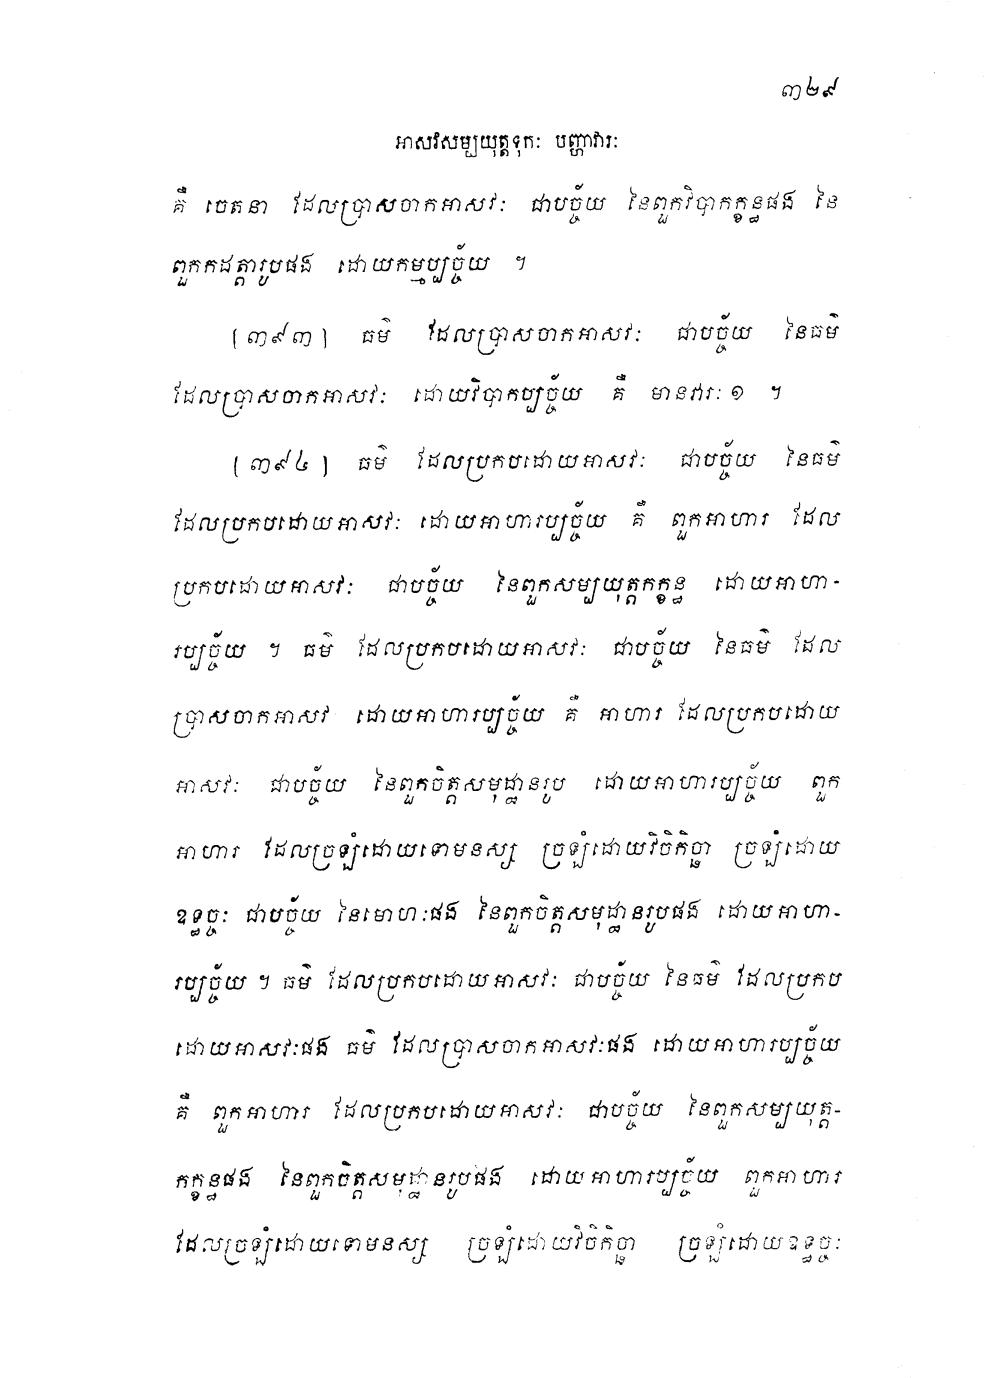 ៣២៩
អាសវសម្បយុត្តទុកៈ បញ្ហាវារៈ
គឺ ចេតនា ដែលប្រាសចាកអាសវៈ ជាបច្ច័យ នៃពួកវិបាកក្ខន្ធផង នៃ
ពួកកដត្តារូបផង ដោយកម្មប្បច្ច័យ ។
[៣៩៣] ធម៌ ដែលប្រាសចាកអាសវៈ ជាបច្ច័យ នៃធម៌
ដែលប្រាសចាកអាសវៈ ដោយវិបាកប្បច្ច័យ គឺ មានវារៈ ១ ។
[៣៩៤] ធម៌ ដែលប្រកបដោយអាសវៈ ជាបច្ច័យ នៃធម៌
ដែលប្រកបដោយអាសវៈ ដោយអាហារប្បច្ច័យ គឺ ពួកអាហារ ដែល
ប្រកបដោយអាសវៈ ជាបច្ច័យ នៃពួកសម្បយុត្តកក្ខន្ធ ដោយអាហា-
រប្បច្ច័យ ។ ធម៌ ដែលប្រកបដោយអាសវៈ ជាបច្ច័យ នៃធម៌ ដែល
ប្រាសចាកអាសវ ដោយអាហារប្បច្ច័យ គឺ អាហារ ដែលប្រកបដោយ
អាសវៈ ជាបច្ច័យ នៃពួកចិត្តសមុដ្ឋានរូប ដោយអាហារប្បច្ច័យ ពួក
អាហារ ដែលច្រឡំដោយទោមនស្ស ច្រឡំដោយវិចិកិច្ឆា ច្រឡំដោយ
ឧទ្ធច្ចៈ ជាបច្ច័យ នៃមោហៈផង នៃពួកចិត្តសមុដ្ឋានរូបផង ដោយអាហា-
រប្បច្ច័យ ។ ធម៌ ដែលប្រកបដោយអាសវៈ ជាបច្ច័យ នៃធម៌ ដែលប្រកប
ដោយអាសវៈផង ធម៌ ដែលប្រាសចាកអាសវៈផង ដោយអាហារប្បច្ច័យ
គឺ ពួកអាហារ ដែលប្រកបដោយអាសវៈ ជាបច្ច័យ នៃពួកសម្បយុត្ត-
កក្ខន្ធផង នៃពួកចិត្តសមុដ្ឋានរូបផង ដោយអាហារប្បច្ច័យ ពួកអាហារ
ដែលច្រឡំដោយទោមនស្ស ច្រឡំដោយវិចិកិច្ឆា ច្រឡំដោយឧទ្ធច្ចៈ